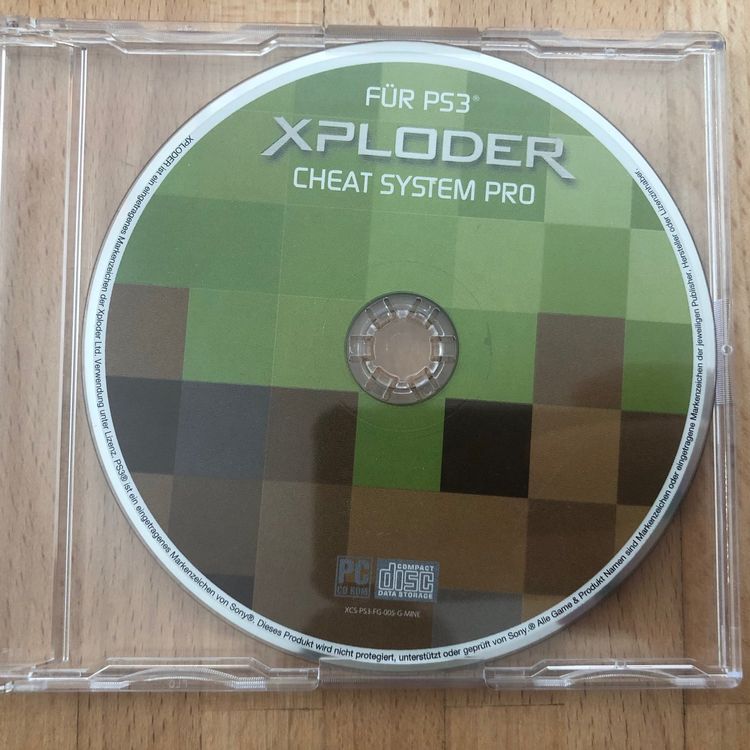 FÜR PS3®
XPLODER
CHEAT SYSTEM PRO
PC
CD ROM
COMPACT
disc
DATA STORAGE
XCS-PS3-FG-005-G-MINE
XPLODER ist ein eingetragenes Markenzeichen der Xploder Ltd. Verwendung unter Lizenz. PS3® ist ein eingetragenes Markenzeichen von Sony®. Dieses Produkt wird nicht protegiert, unterstützt oder geprüft von Sony.® Alle Game & Produkt Namen sind Markenzeichen oder eingetragene Markenzeichen der jeweiligen Publisher, Hersteller oder Lizenzinhaber.